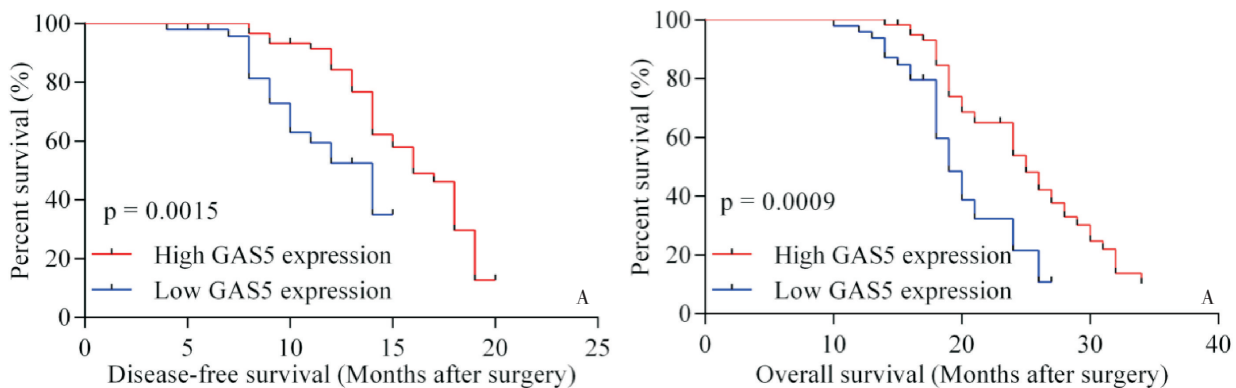 Percent survival (%)
100
80
60
40
20
0
p = 0.0015
High GAS5 expression
Low GAS5 expression
A
0 5 10 15 20 25
Disease-free survival (Months after surgery)
Percent survival (%)
100
80
60
40
20
0
p = 0.0009
High GAS5 expression
Low GAS5 expression
A
0 10 20 30 40
Overall survival (Months after surgery)